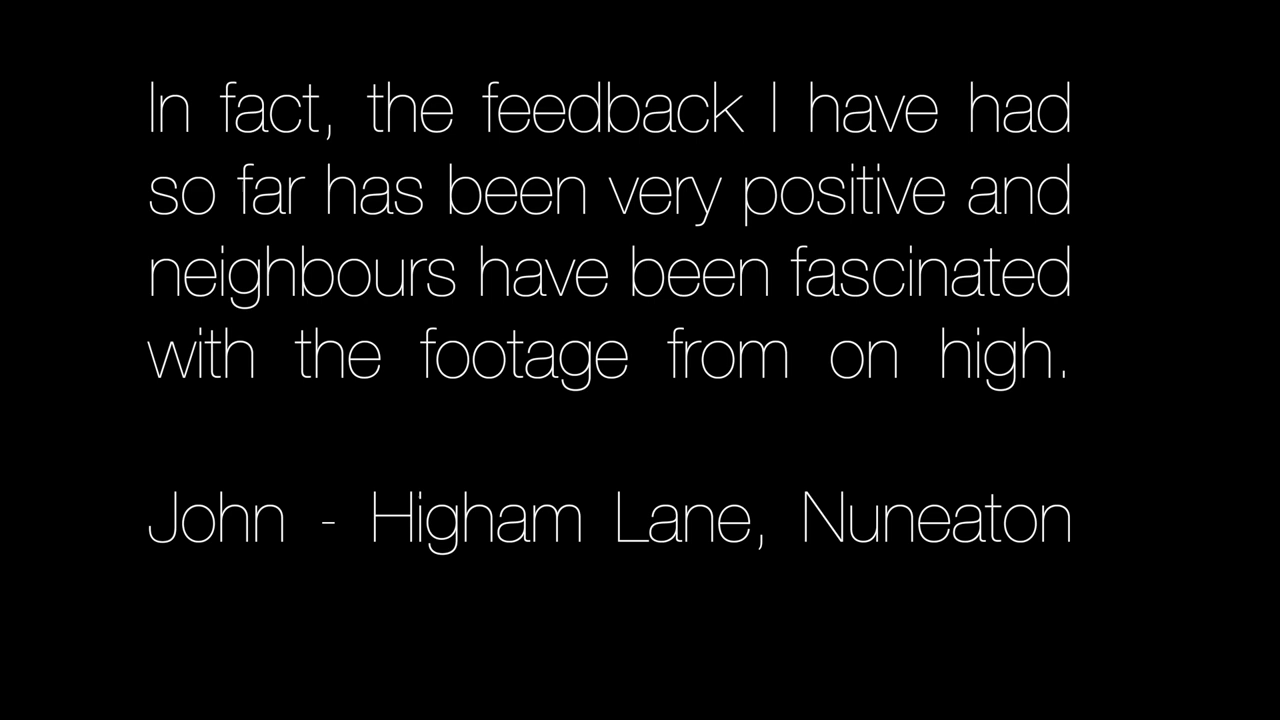 In fact, the feedback I have had
so far has been very positive and
neighbours have been fascinated
with the footage from on high.
John - Higham Lane, Nuneaton